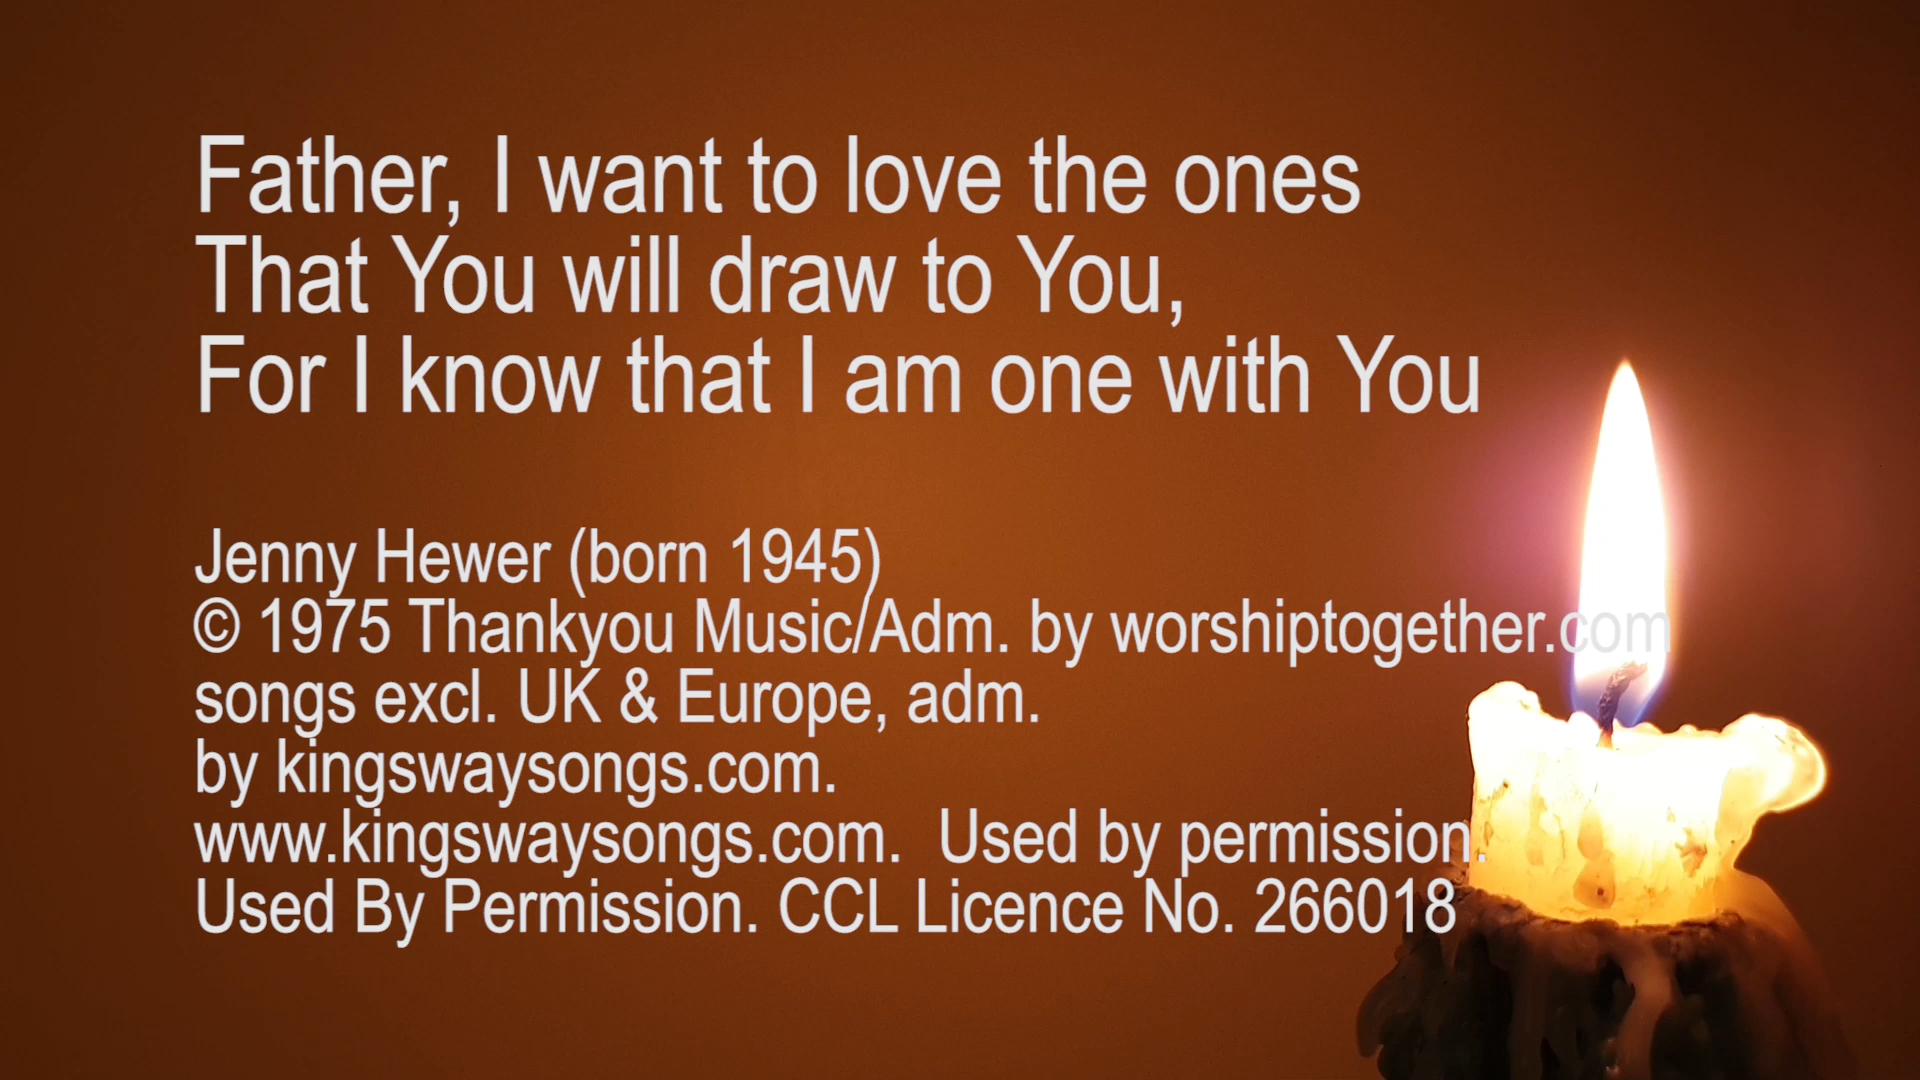 Father, I want to love the ones
That You will draw to You,
For I know that I am one with You
Jenny Hewer (born 1945)
© 1975 Thankyou Music/Adm. by worshiptogether.com
songs excl. UK & Europe, adm.
by kingswaysongs.com.
www.kingswaysongs.com.  Used by permission.
Used By Permission. CCL Licence No. 266018